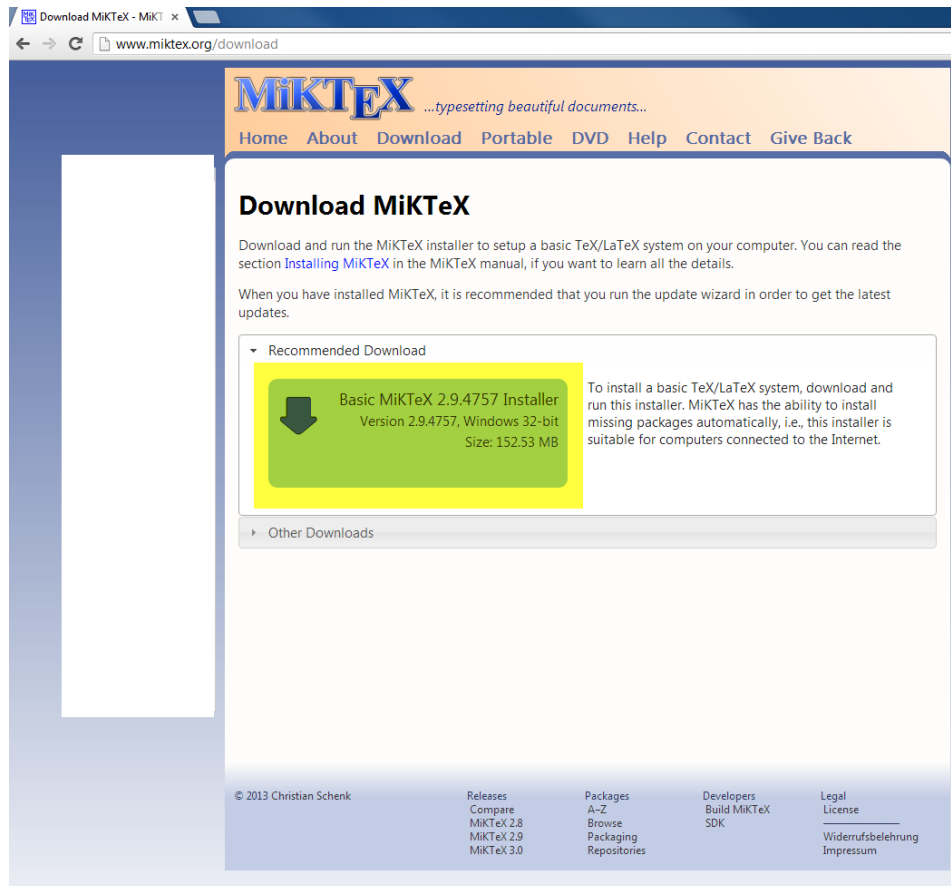 Download MiKTeX - MiKT ×
www.miktex.org/download
MiKTEX ...typesetting beautiful documents...
Home About Download Portable DVD Help Contact Give Back
Download MiKTeX
Download and run the MiKTeX installer to setup a basic TeX/LaTeX system on your computer. You can read the
section Installing MiKTeX in the MiKTeX manual, if you want to learn all the details.
When you have installed MiKTeX, it is recommended that you run the update wizard in order to get the latest
updates.
Recommended Download
Basic MiKTeX 2.9.4757 Installer
Version 2.9.4757, Windows 32-bit
Size: 152.53 MB
To install a basic TeX/LaTeX system, download and
run this installer. MiKTeX has the ability to install
missing packages automatically, i.e., this installer is
suitable for computers connected to the Internet.
Other Downloads
© 2013 Christian Schenk
Releases
Compare
MiKTeX 2.8
MiKTeX 2.9
MiKTeX 3.0
Packages
A–Z
Browse
Packaging
Repositories
Developers
Build MiKTeX
SDK
Legal
License
Widerrufsbelehrung
Impressum